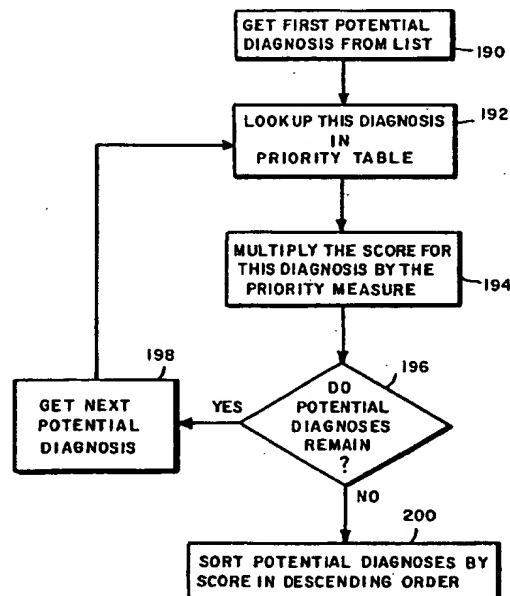 GET FIRST POTENTIAL
DIAGNOSIS FROM LIST
190
LOOKUP THIS DIAGNOSIS
IN
PRIORITY TABLE
192
MULTIPLY THE SCORE FOR
THIS DIAGNOSIS BY THE
PRIORITY MEASURE
194
196
DO
POTENTIAL
DIAGNOSES
REMAIN
?
YES
198
GET NEXT
POTENTIAL
DIAGNOSIS
NO
200
SORT POTENTIAL DIAGNOSES BY
SCORE IN DESCENDING ORDER